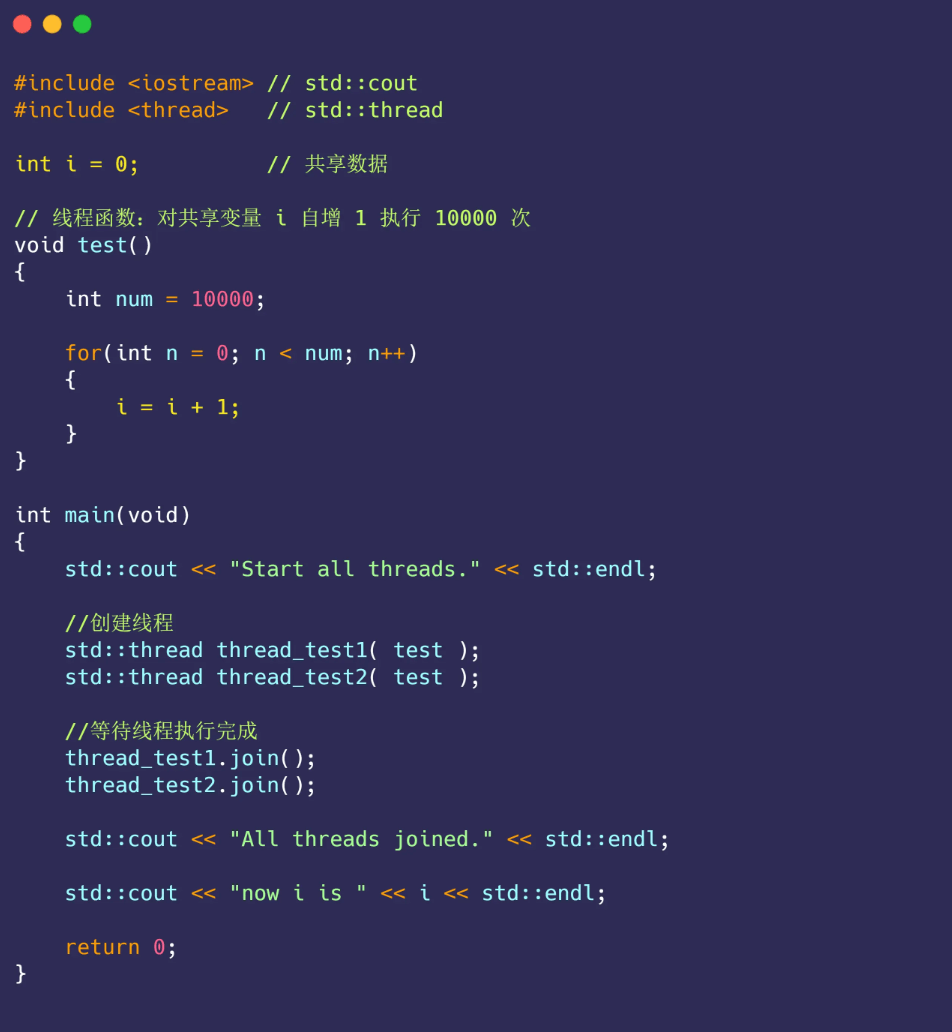 #include <iostream> // std::cout
#include <thread>   // std::thread
int i = 0;          // 共享数据
// 线程函数：对共享变量 i 自增 1 执行 10000 次
void test()
{
    int num = 10000;
    for(int n = 0; n < num; n++)
    {
        i = i + 1;
    }
}
int main(void)
{
    std::cout << "Start all threads." << std::endl;
    //创建线程
    std::thread thread_test1( test );
    std::thread thread_test2( test );
    //等待线程执行完成
    thread_test1.join();
    thread_test2.join();
    std::cout << "All threads joined." << std::endl;
    std::cout << "now i is " << i << std::endl;
    return 0;
}